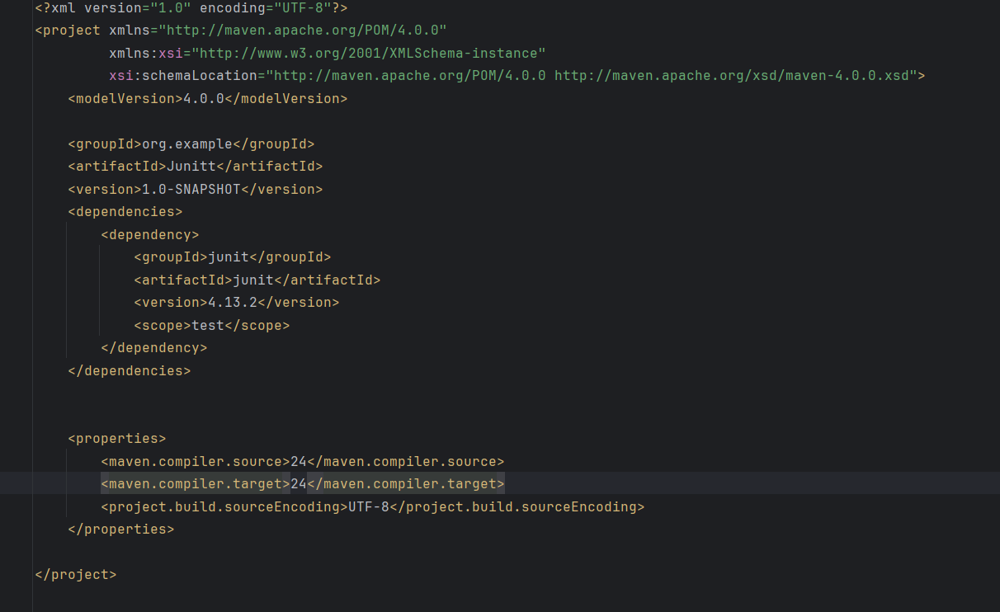 <?xml version="1.0" encoding="UTF-8"?>
<project xmlns="http://maven.apache.org/POM/4.0.0"
         xmlns:xsi="http://www.w3.org/2001/XMLSchema-instance"
         xsi:schemaLocation="http://maven.apache.org/POM/4.0.0 http://maven.apache.org/xsd/maven-4.0.0.xsd">
    <modelVersion>4.0.0</modelVersion>

    <groupId>org.example</groupId>
    <artifactId>Junitt</artifactId>
    <version>1.0-SNAPSHOT</version>
    <dependencies>
        <dependency>
            <groupId>junit</groupId>
            <artifactId>junit</artifactId>
            <version>4.13.2</version>
            <scope>test</scope>
        </dependency>
    </dependencies>


    <properties>
        <maven.compiler.source>24</maven.compiler.source>
        <maven.compiler.target>24</maven.compiler.target>
        <project.build.sourceEncoding>UTF-8</project.build.sourceEncoding>
    </properties>

</project>